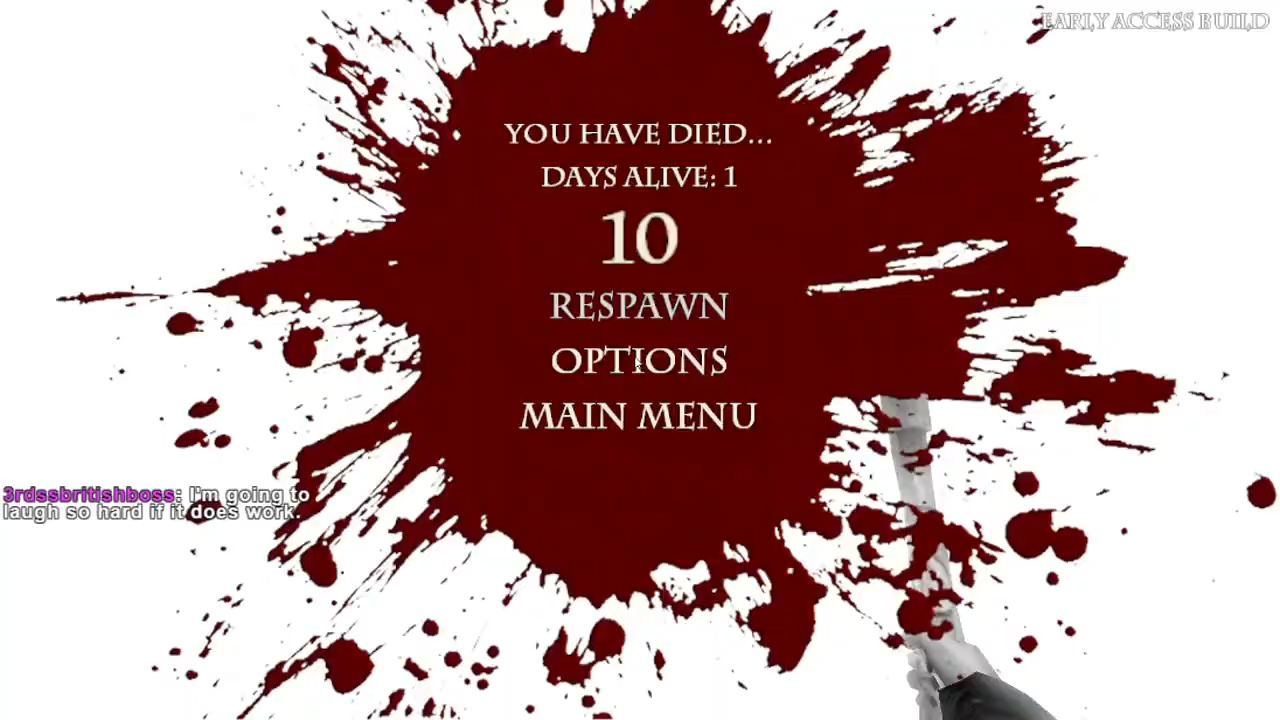 EARLY ACCESS BUILD
YOU HAVE DIED...
DAYS ALIVE: 1
10
RESPAWN
OPTIONS
MAIN MENU
3rdssbritishboss: I'm going to
laugh so hard if it does work.